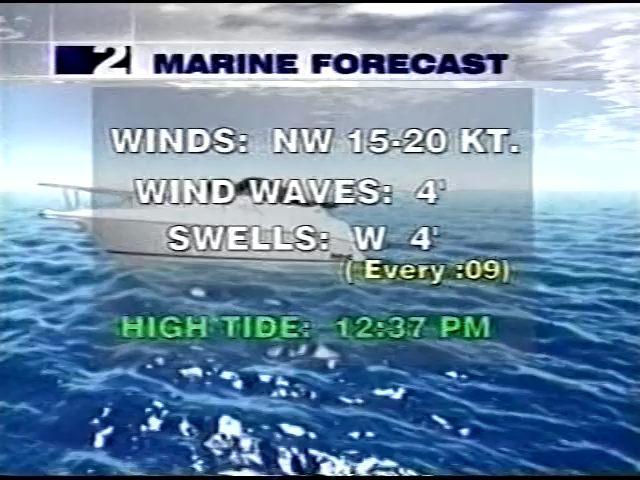 2 MARINE FORECAST
WINDS: NW 15-20 KT.
WIND WAVES: 4'
SWELLS: W 4'
( Every :09)
HIGH TIDE: 12:37 PM